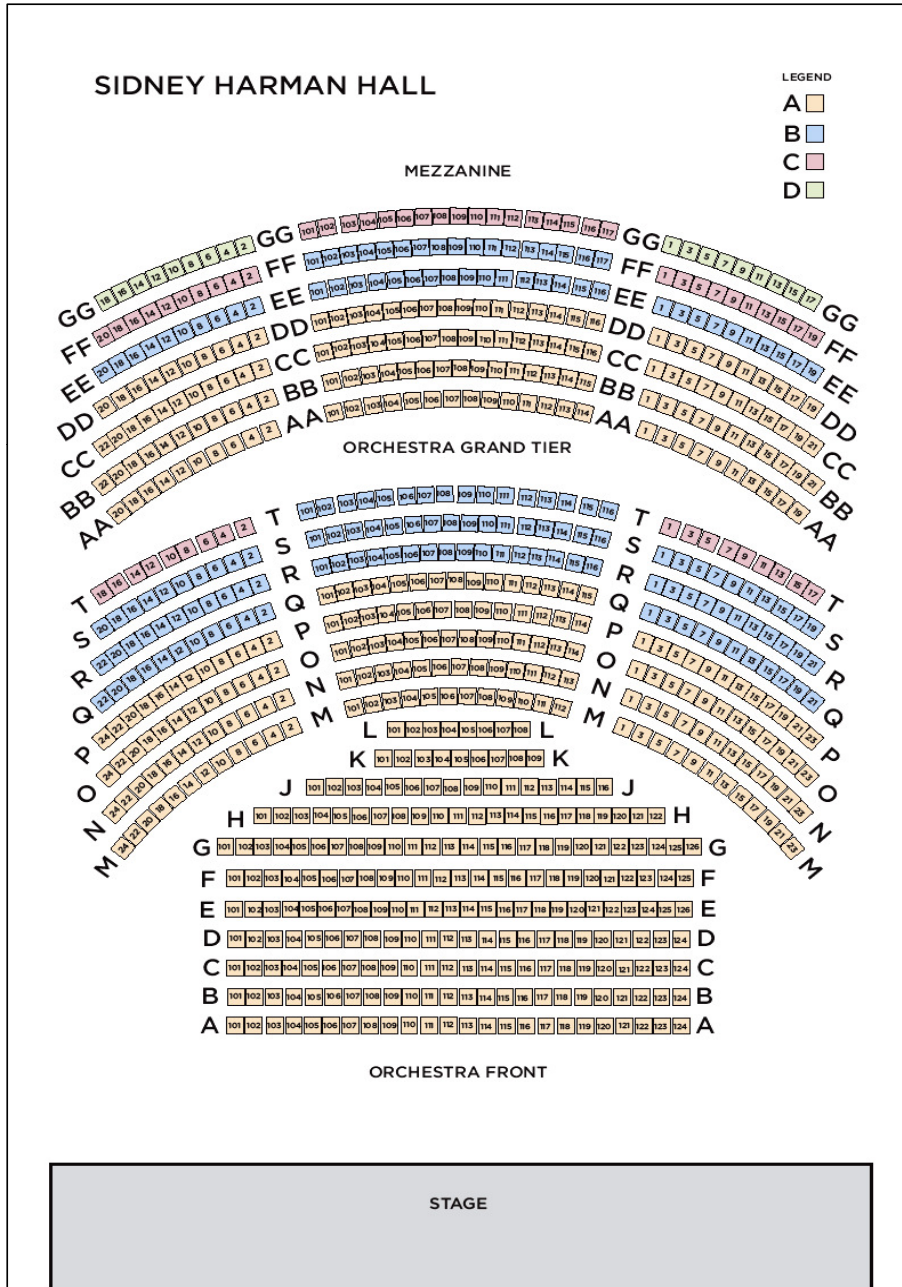 SIDNEY HARMAN HALL
LEGEND
A
B
C
D
MEZZANINE
GG 18 16 14 12 10 8 6 4 2 GG 101 102 103 104 105 106 107 108 109 110 111 112 113 114 115 116 117 GG 1 3 5 7 9 11 13 15 17 GG
FF 20 18 16 14 12 10 8 6 4 2 FF 101 102 103 104 105 106 107 108 109 110 111 112 113 114 115 116 117 FF 1 3 5 7 9 11 13 15 17 19 FF
EE 20 18 16 14 12 10 8 6 4 2 EE 101 102 103 104 105 106 107 108 109 110 111 112 113 114 115 116 EE 1 3 5 7 9 11 13 15 17 19 EE
DD 20 18 16 14 12 10 8 6 4 2 DD 101 102 103 104 105 106 107 108 109 110 111 112 113 114 115 116 DD 1 3 5 7 9 11 13 15 17 19 DD
CC 22 20 18 16 14 12 10 8 6 4 2 CC 101 102 103 104 105 106 107 108 109 110 111 112 113 114 115 116 CC 1 3 5 7 9 11 13 15 17 19 21 CC
BB 22 20 18 16 14 12 10 8 6 4 2 BB 101 102 103 104 105 106 107 108 109 110 111 112 113 114 115 BB 1 3 5 7 9 11 13 15 17 19 21 BB
AA 20 18 16 14 12 10 8 6 4 2 AA 101 102 103 104 105 106 107 108 109 110 111 112 113 114 AA 1 3 5 7 9 11 13 15 17 19 AA
ORCHESTRA GRAND TIER
T 18 16 14 12 10 8 6 4 2 T 101 102 103 104 105 106 107 108 109 110 111 112 113 114 115 116 T 1 3 5 7 9 11 13 15 17 T
S 20 18 16 14 12 10 8 6 4 2 S 101 102 103 104 105 106 107 108 109 110 111 112 113 114 115 116 S 1 3 5 7 9 11 13 15 17 19 S
R 22 20 18 16 14 12 10 8 6 4 2 R 101 102 103 104 105 106 107 108 109 110 111 112 113 114 115 116 R 1 3 5 7 9 11 13 15 17 19 21 R
Q 22 20 18 16 14 12 10 8 6 4 2 Q 101 102 103 104 105 106 107 108 109 110 111 112 113 114 115 Q 1 3 5 7 9 11 13 15 17 19 21 Q
P 24 22 20 18 16 14 12 10 8 6 4 2 P 101 102 103 104 105 106 107 108 109 110 111 112 113 114 P 1 3 5 7 9 11 13 15 17 19 21 23 P
O 24 22 20 18 16 14 12 10 8 6 4 2 O 101 102 103 104 105 106 107 108 109 110 111 112 113 114 O 1 3 5 7 9 11 13 15 17 19 21 23 O
N 24 22 20 18 16 14 12 10 8 6 4 2 N 101 102 103 104 105 106 107 108 109 110 111 112 113 N 1 3 5 7 9 11 13 15 17 19 21 23 N
M 24 22 20 18 16 14 12 10 8 6 4 2 M 101 102 103 104 105 106 107 108 109 110 111 112 M 1 3 5 7 9 11 13 15 17 19 21 23 M
L 101 102 103 104 105 106 107 108 L
K 101 102 103 104 105 106 107 108 109 K
J 101 102 103 104 105 106 107 108 109 110 111 112 113 114 115 116 J
H 101 102 103 104 105 106 107 108 109 110 111 112 113 114 115 116 117 118 119 120 121 122 H
G 101 102 103 104 105 106 107 108 109 110 111 112 113 114 115 116 117 118 119 120 121 122 123 124 125 126 G
F 101 102 103 104 105 106 107 108 109 110 111 112 113 114 115 116 117 118 119 120 121 122 123 124 125 F
E 101 102 103 104 105 106 107 108 109 110 111 112 113 114 115 116 117 118 119 120 121 122 123 124 125 126 E
D 101 102 103 104 105 106 107 108 109 110 111 112 113 114 115 116 117 118 119 120 121 122 123 124 D
C 101 102 103 104 105 106 107 108 109 110 111 112 113 114 115 116 117 118 119 120 121 122 123 124 C
B 101 102 103 104 105 106 107 108 109 110 111 112 113 114 115 116 117 118 119 120 121 122 123 124 B
A 101 102 103 104 105 106 107 108 109 110 111 112 113 114 115 116 117 118 119 120 121 122 123 124 A
ORCHESTRA FRONT
STAGE